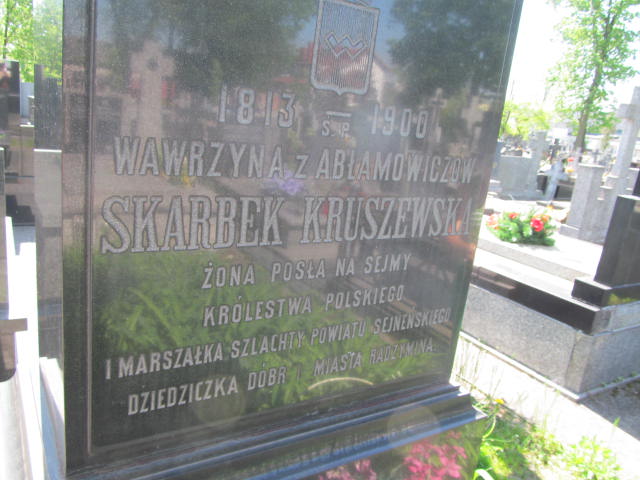 1813 Ś.P. 1900
WAWRZYNA Z ABŁAMOWICZÓW
SKARBEK KRUSZEWSKA
ŻONA POSŁA NA SEJMY
KRÓLESTWA POLSKIEGO
I MARSZAŁKA SZLACHTY POWIATU SEJNEŃSKIEGO
DZIEDZICZKA DÓBR I MIASTA RADZYMINA